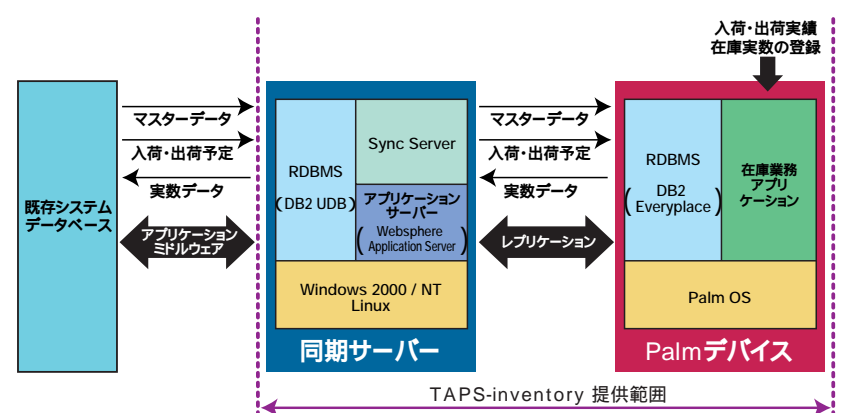 入荷・出荷実績
在庫実数の登録
既存システム
データベース
マスターデータ
入荷・出荷予定
実数データ
アプリケーション
ミドルウェア
RDBMS
(DB2 UDB)
Sync Server
アプリケーション
サーバー
(Websphere
Application Server)
Windows 2000 / NT
Linux
同期サーバー
マスターデータ
入荷・出荷予定
実数データ
レプリケーション
RDBMS
(DB2
Everyplace)
在庫業務
アプリ
ケーション
Palm OS
Palmデバイス
TAPS-inventory 提供範囲